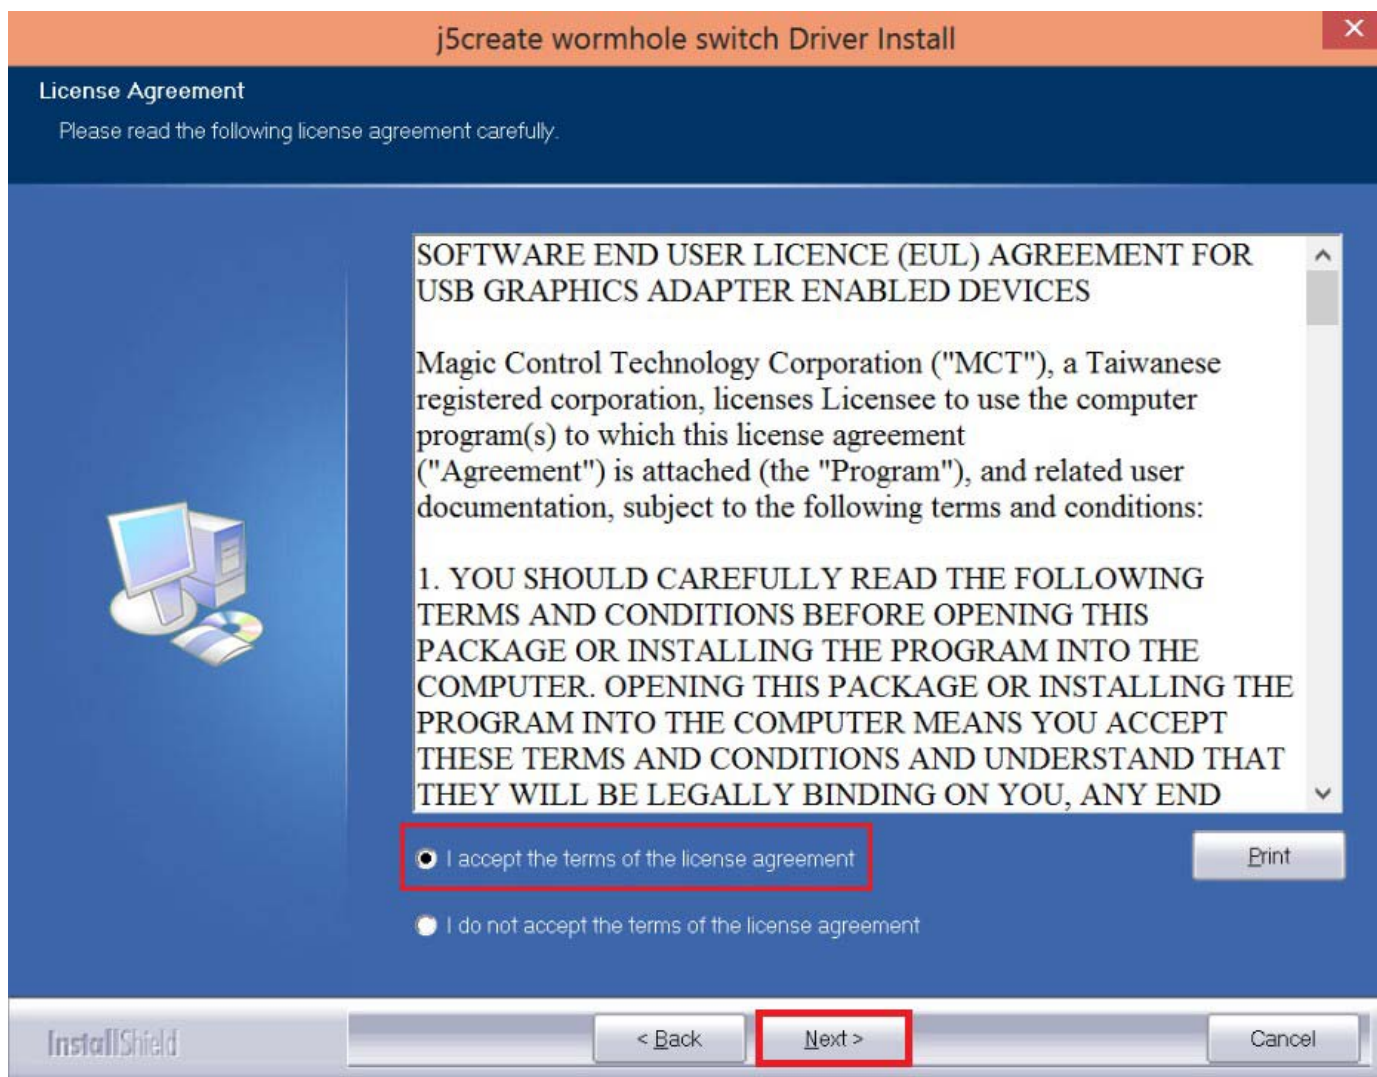 j5create wormhole switch Driver Install
License Agreement
Please read the following license agreement carefully.
SOFTWARE END USER LICENCE (EUL) AGREEMENT FOR
USB GRAPHICS ADAPTER ENABLED DEVICES
Magic Control Technology Corporation ("MCT"), a Taiwanese
registered corporation, licenses Licensee to use the computer
program(s) to which this license agreement
("Agreement") is attached (the "Program"), and related user
documentation, subject to the following terms and conditions:
1. YOU SHOULD CAREFULLY READ THE FOLLOWING
TERMS AND CONDITIONS BEFORE OPENING THIS
PACKAGE OR INSTALLING THE PROGRAM INTO THE
COMPUTER. OPENING THIS PACKAGE OR INSTALLING THE
PROGRAM INTO THE COMPUTER MEANS YOU ACCEPT
THESE TERMS AND CONDITIONS AND UNDERSTAND THAT
THEY WILL BE LEGALLY BINDING ON YOU, ANY END
I accept the terms of the license agreement
Print
I do not accept the terms of the license agreement
InstallShield
< Back
Next >
Cancel